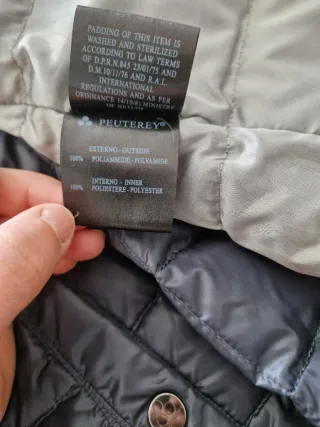 PADDING OF THIS ITEM IS
WASHED AND STERILIZED
ACCORDING TO LAW TERMS
OF D.P.R.N.845 23/01/75 AND
D.M.10/11/76 AND R.A.L.
INTERNATIONAL
REGULATIONS AND AS PER
ORDINANCE 14/10/81 MINISTRY
PEUTEREY
ESTERNO-OUTSIDE
100% POLIAMMIDE-POLYAMIDE
INTERNO-INNER
100% POLIESTERE-POLYESTER